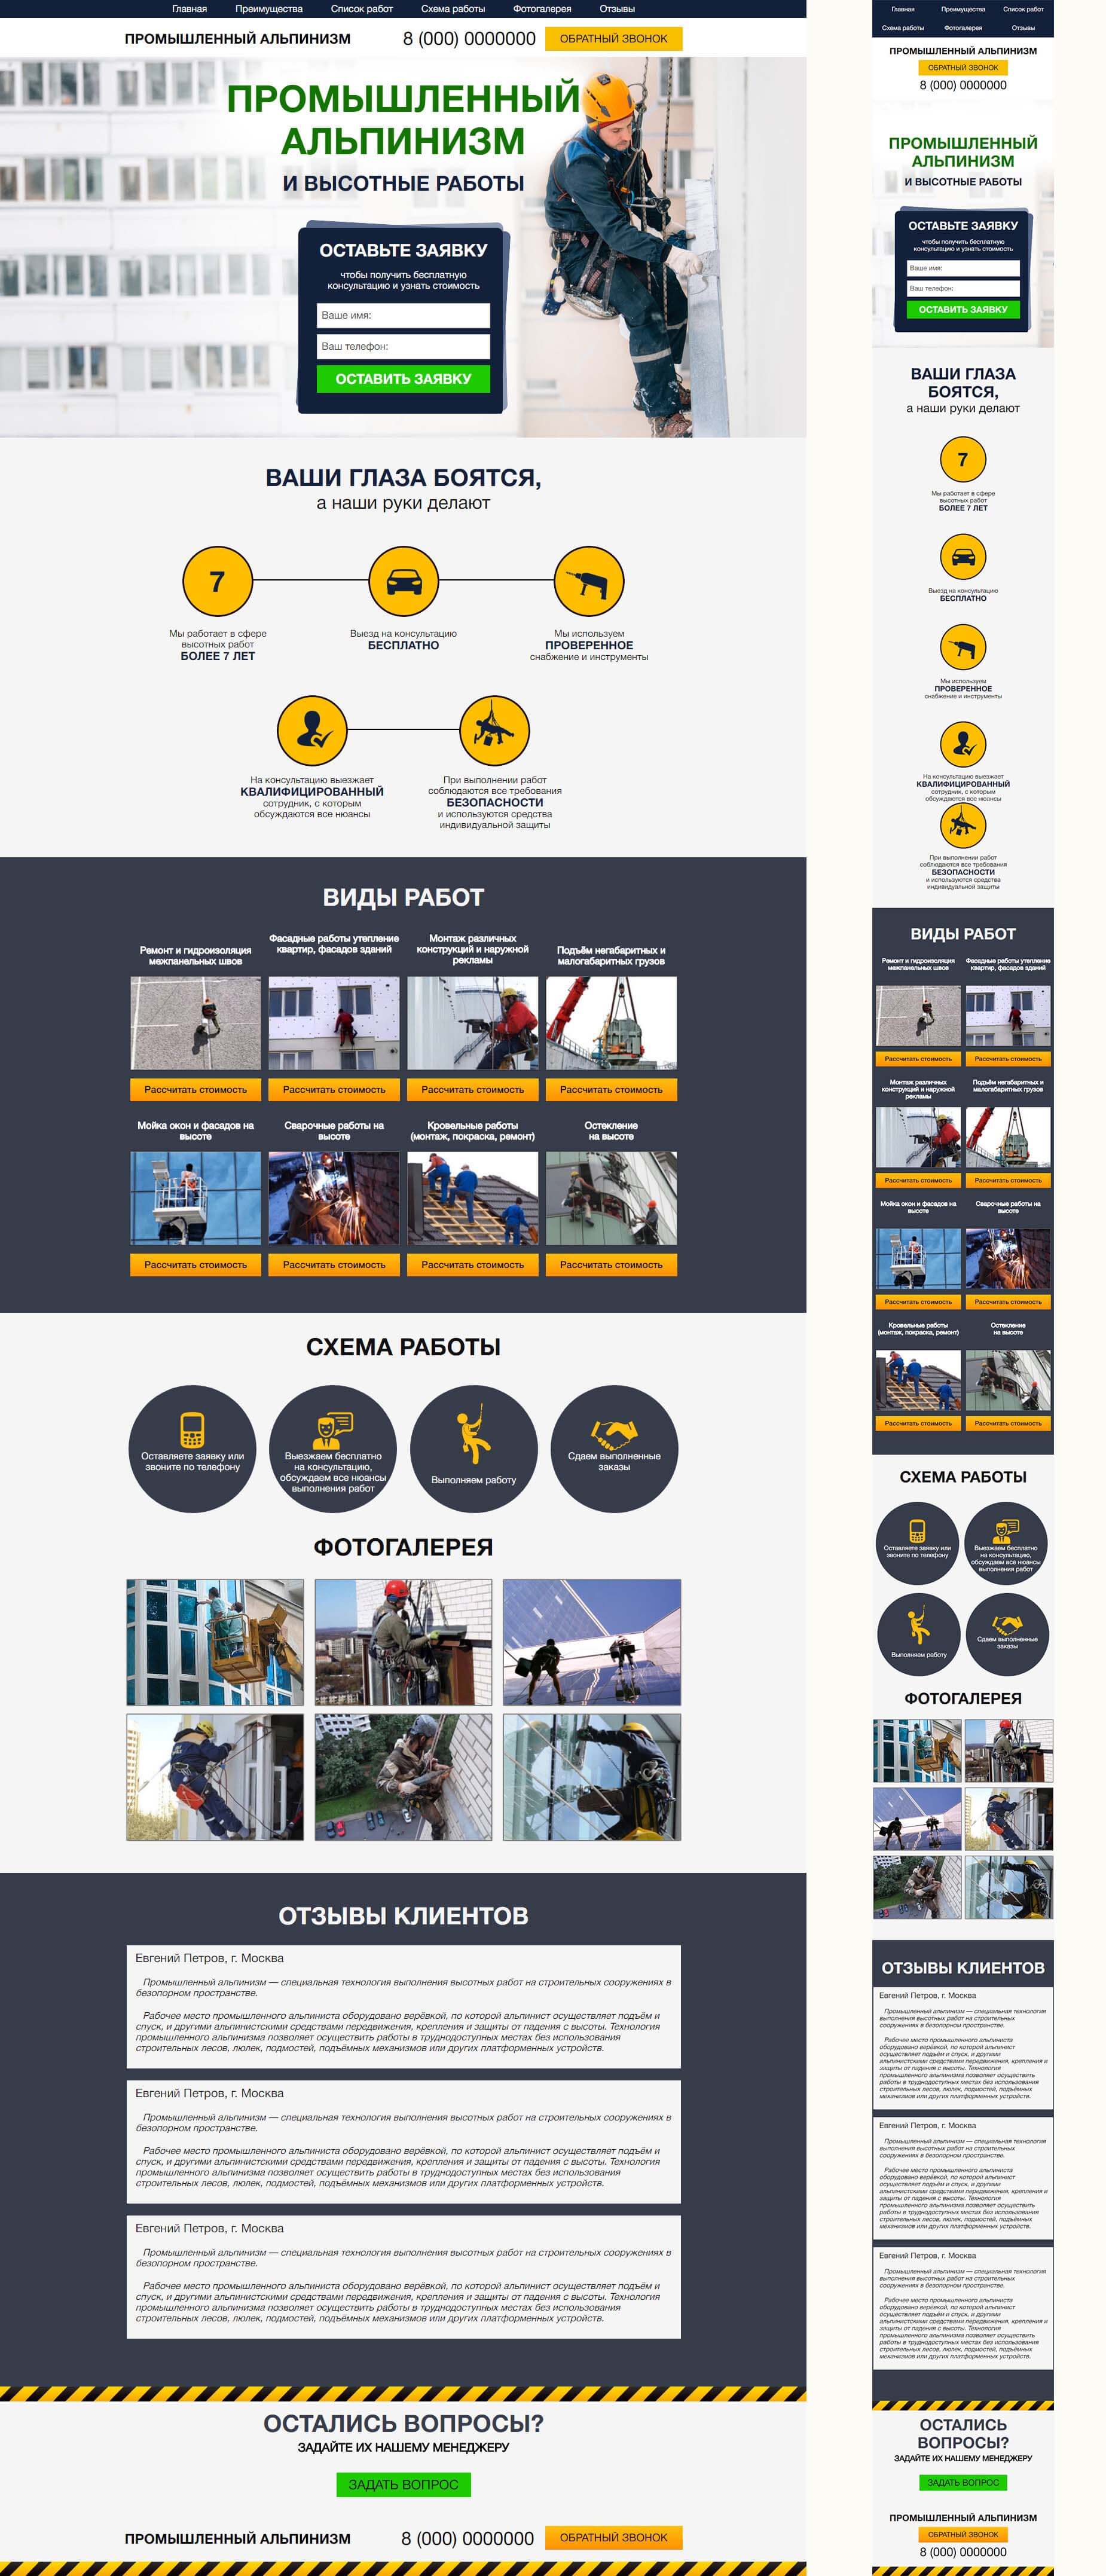 Главная Преимущества Список работ Схема работы Фотогалерея Отзывы
ПРОМЫШЛЕННЫЙ АЛЬПИНИЗМ 8 (000) 0000000 ОБРАТНЫЙ ЗВОНОК
ПРОМЫШЛЕННЫЙ
АЛЬПИНИЗМ
И ВЫСОТНЫЕ РАБОТЫ
ОСТАВЬТЕ ЗАЯВКУ
чтобы получить бесплатную
консультацию и узнать стоимость
Ваше имя:
Ваш телефон:
ОСТАВИТЬ ЗАЯВКУ
ВАШИ ГЛАЗА БОЯТСЯ,
а наши руки делают
7
Мы работает в сфере
высотных работ
БОЛЕЕ 7 ЛЕТ
Выезд на консультацию
БЕСПЛАТНО
Мы используем
ПРОВЕРЕННОЕ
снабжение и инструменты
На консультацию выезжает
КВАЛИФИЦИРОВАННЫЙ
сотрудник, с которым
обсуждаются все нюансы
При выполнении работ
соблюдаются все требования
БЕЗОПАСНОСТИ
и используются средства
индивидуальной защиты
ВИДЫ РАБОТ
Ремонт и гидроизоляция
межпанельных швов
Фасадные работы утепление
квартир, фасадов зданий
Монтаж различных
конструкций и наружной
рекламы
Подъём негабаритных и
малогабаритных грузов
Рассчитать стоимость Рассчитать стоимость Рассчитать стоимость Рассчитать стоимость
Мойка окон и фасадов на
высоте
Сварочные работы на
высоте
Кровельные работы
(монтаж, покраска, ремонт)
Остекление
на высоте
Рассчитать стоимость Рассчитать стоимость Рассчитать стоимость Рассчитать стоимость
СХЕМА РАБОТЫ
Оставляете заявку или
звоните по телефону
Выезжаем бесплатно
на консультацию,
обсуждаем все нюансы
выполнения работ
Выполняем работу
Сдаем выполненные
заказы
ФОТОГАЛЕРЕЯ
ОТЗЫВЫ КЛИЕНТОВ
Евгений Петров, г. Москва
Промышленный альпинизм — специальная технология выполнения высотных работ на строительных сооружениях в
безопорном пространстве.
Рабочее место промышленного альпиниста оборудовано верёвкой, по которой альпинист осуществляет подъём и
спуск, и другими альпинистскими средствами передвижения, крепления и защиты от падения с высоты. Технология
промышленного альпинизма позволяет осуществить работы в труднодоступных местах без использования
строительных лесов, люлек, подмостей, подъёмных механизмов или других платформенных устройств.
Евгений Петров, г. Москва
Промышленный альпинизм — специальная технология выполнения высотных работ на строительных сооружениях в
безопорном пространстве.
Рабочее место промышленного альпиниста оборудовано верёвкой, по которой альпинист осуществляет подъём и
спуск, и другими альпинистскими средствами передвижения, крепления и защиты от падения с высоты. Технология
промышленного альпинизма позволяет осуществить работы в труднодоступных местах без использования
строительных лесов, люлек, подмостей, подъёмных механизмов или других платформенных устройств.
Евгений Петров, г. Москва
Промышленный альпинизм — специальная технология выполнения высотных работ на строительных сооружениях в
безопорном пространстве.
Рабочее место промышленного альпиниста оборудовано верёвкой, по которой альпинист осуществляет подъём и
спуск, и другими альпинистскими средствами передвижения, крепления и защиты от падения с высоты. Технология
промышленного альпинизма позволяет осуществить работы в труднодоступных местах без использования
строительных лесов, люлек, подмостей, подъёмных механизмов или других платформенных устройств.
ОСТАЛИСЬ ВОПРОСЫ?
ЗАДАЙТЕ ИХ НАШЕМУ МЕНЕДЖЕРУ
ЗАДАТЬ ВОПРОС
ПРОМЫШЛЕННЫЙ АЛЬПИНИЗМ 8 (000) 0000000 ОБРАТНЫЙ ЗВОНОК
Главная Преимущества Список работ
Схема работы Фотогалерея Отзывы
ПРОМЫШЛЕННЫЙ АЛЬПИНИЗМ
ОБРАТНЫЙ ЗВОНОК
8 (000) 0000000
ПРОМЫШЛЕННЫЙ
АЛЬПИНИЗМ
И ВЫСОТНЫЕ РАБОТЫ
ОСТАВЬТЕ ЗАЯВКУ
чтобы получить бесплатную
консультацию и узнать стоимость
Ваше имя:
Ваш телефон:
ОСТАВИТЬ ЗАЯВКУ
ВАШИ ГЛАЗА
БОЯТСЯ,
а наши руки делают
7
Мы работает в сфере
высотных работ
БОЛЕЕ 7 ЛЕТ
Выезд на консультацию
БЕСПЛАТНО
Мы используем
ПРОВЕРЕННОЕ
снабжение и инструменты
На консультацию выезжает
КВАЛИФИЦИРОВАННЫЙ
сотрудник, с которым
обсуждаются все нюансы
При выполнении работ
соблюдаются все требования
БЕЗОПАСНОСТИ
и используются средства
индивидуальной защиты
ВИДЫ РАБОТ
Ремонт и гидроизоляция
межпанельных швов
Фасадные работы утепление
квартир, фасадов зданий
Рассчитать стоимость Рассчитать стоимость
Монтаж различных
конструкций и наружной
рекламы
Подъём негабаритных и
малогабаритных грузов
Рассчитать стоимость Рассчитать стоимость
Мойка окон и фасадов на
высоте
Сварочные работы на
высоте
Рассчитать стоимость Рассчитать стоимость
Кровельные работы
(монтаж, покраска, ремонт)
Остекление
на высоте
Рассчитать стоимость Рассчитать стоимость
СХЕМА РАБОТЫ
Оставляете заявку или
звоните по телефону
Выезжаем бесплатно
на консультацию,
обсуждаем все нюансы
выполнения работ
Выполняем работу
Сдаем выполненные
заказы
ФОТОГАЛЕРЕЯ
ОТЗЫВЫ КЛИЕНТОВ
Евгений Петров, г. Москва
Промышленный альпинизм — специальная технология
выполнения высотных работ на строительных
сооружениях в безопорном пространстве.
Рабочее место промышленного альпиниста
оборудовано верёвкой, по которой альпинист
осуществляет подъём и спуск, и другими
альпинистскими средствами передвижения, крепления и
защиты от падения с высоты. Технология
промышленного альпинизма позволяет осуществить
работы в труднодоступных местах без использования
строительных лесов, люлек, подмостей, подъёмных
механизмов или других платформенных устройств.
Евгений Петров, г. Москва
Промышленный альпинизм — специальная технология
выполнения высотных работ на строительных
сооружениях в безопорном пространстве.
Рабочее место промышленного альпиниста
оборудовано верёвкой, по которой альпинист
осуществляет подъём и спуск, и другими
альпинистскими средствами передвижения, крепления и
защиты от падения с высоты. Технология
промышленного альпинизма позволяет осуществить
работы в труднодоступных местах без использования
строительных лесов, люлек, подмостей, подъёмных
механизмов или других платформенных устройств.
Евгений Петров, г. Москва
Промышленный альпинизм — специальная технология
выполнения высотных работ на строительных
сооружениях в безопорном пространстве.
Рабочее место промышленного альпиниста
оборудовано верёвкой, по которой альпинист
осуществляет подъём и спуск, и другими
альпинистскими средствами передвижения, крепления и
защиты от падения с высоты. Технология
промышленного альпинизма позволяет осуществить
работы в труднодоступных местах без использования
строительных лесов, люлек, подмостей, подъёмных
механизмов или других платформенных устройств.
ОСТАЛИСЬ
ВОПРОСЫ?
ЗАДАЙТЕ ИХ НАШЕМУ МЕНЕДЖЕРУ
ЗАДАТЬ ВОПРОС
ПРОМЫШЛЕННЫЙ АЛЬПИНИЗМ
ОБРАТНЫЙ ЗВОНОК
8 (000) 0000000